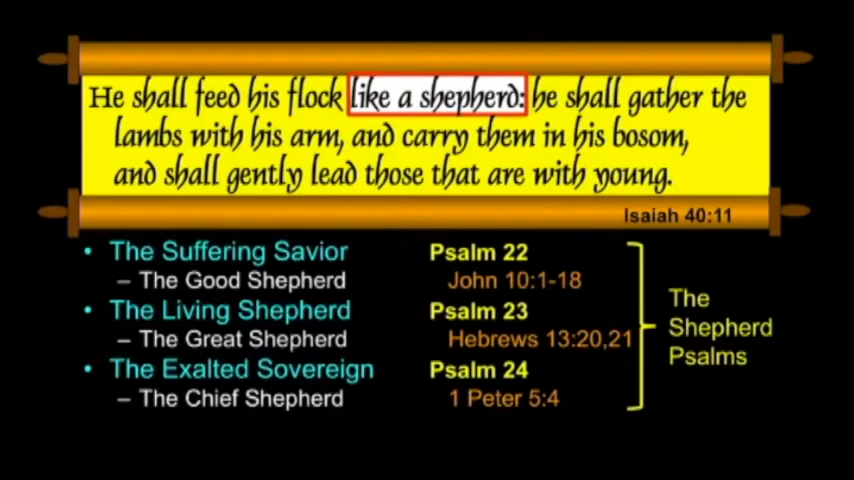 He shall feed his flock like a shepherd: he shall gather the
lambs with his arm, and carry them in his bosom,
and shall gently lead those that are with young.
Isaiah 40:11
• The Suffering Savior Psalm 22
– The Good Shepherd John 10:1-18
• The Living Shepherd Psalm 23
– The Great Shepherd Hebrews 13:20,21
• The Exalted Sovereign Psalm 24
– The Chief Shepherd 1 Peter 5:4
The
Shepherd
Psalms